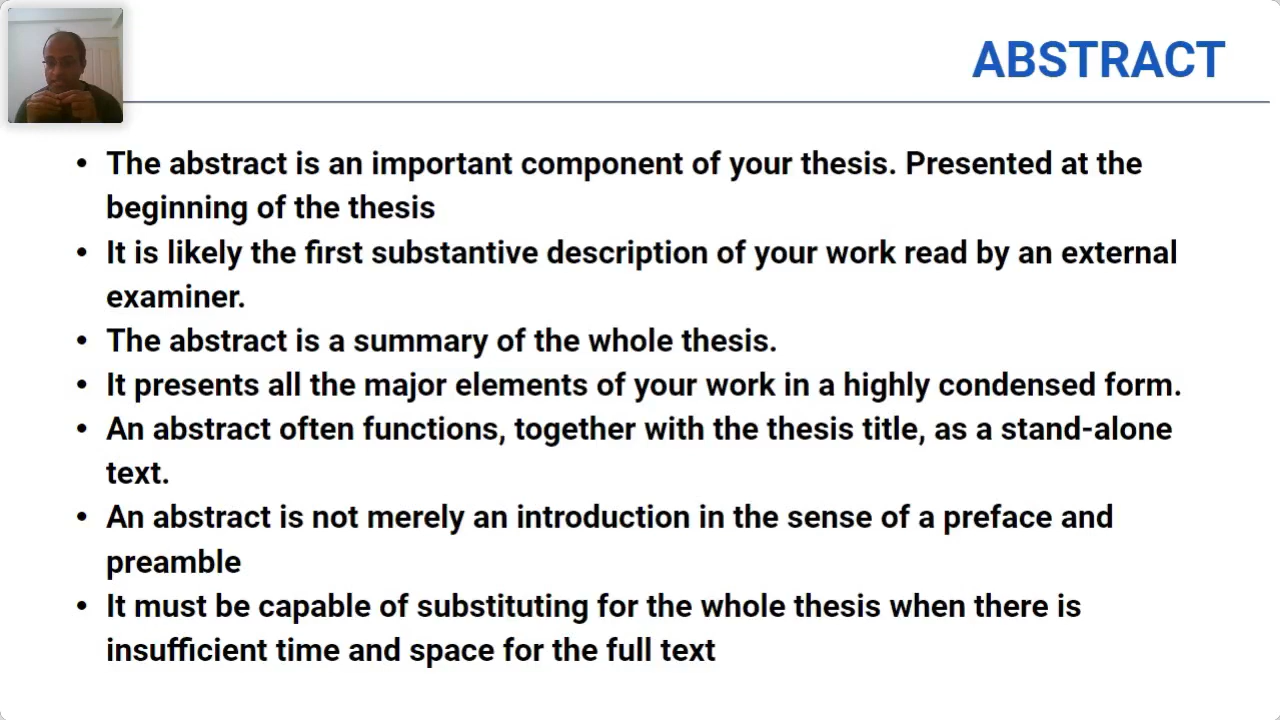 ABSTRACT
• The abstract is an important component of your thesis. Presented at the
beginning of the thesis
• It is likely the first substantive description of your work read by an external
examiner.
• The abstract is a summary of the whole thesis.
• It presents all the major elements of your work in a highly condensed form.
• An abstract often functions, together with the thesis title, as a stand-alone
text.
• An abstract is not merely an introduction in the sense of a preface and
preamble
• It must be capable of substituting for the whole thesis when there is
insufficient time and space for the full text